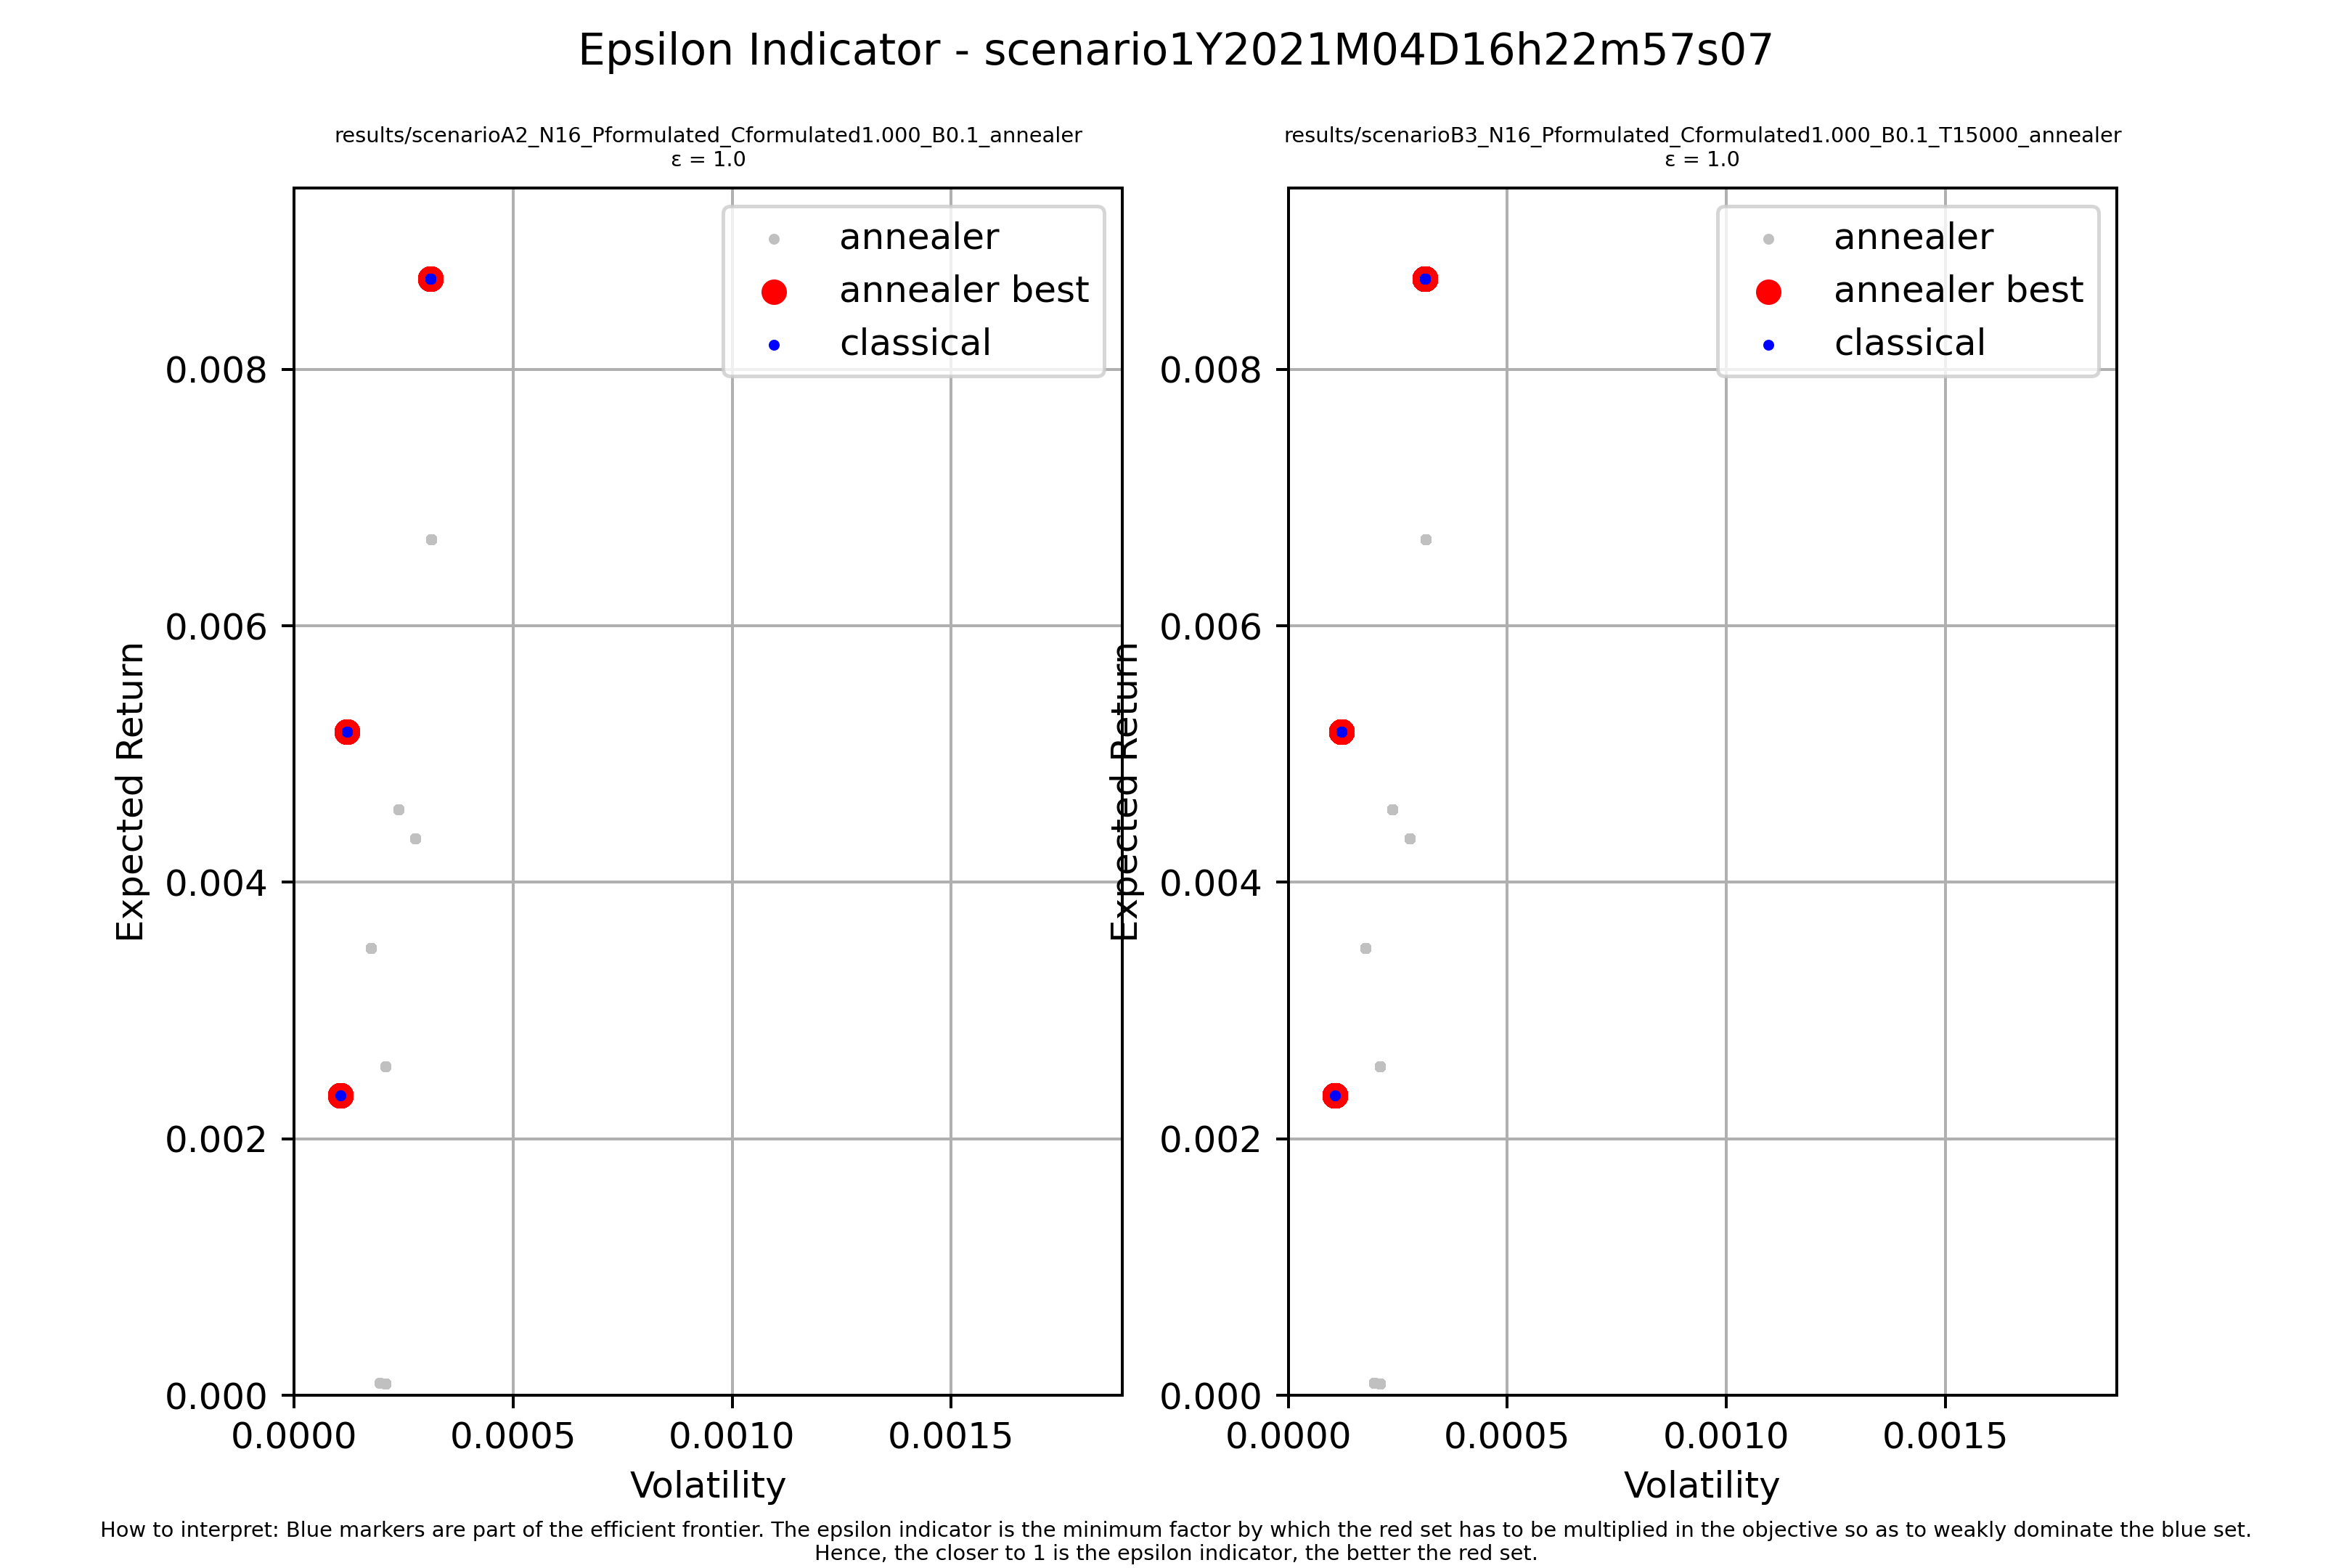 Epsilon Indicator - scenario1Y2021M04D16h22m57s07
results/scenarioA2_N16_Pformulated_Cformulated1.000_B0.1_annealer
ε = 1.0
annealer
annealer best
classical
0.008
0.006
0.004
0.002
0.000
Expected Return
0.0000 0.0005 0.0010 0.0015
Volatility
results/scenarioB3_N16_Pformulated_Cformulated1.000_B0.1_T15000_annealer
ε = 1.0
annealer
annealer best
classical
0.008
0.006
0.004
0.002
0.000
Expected Return
0.0000 0.0005 0.0010 0.0015
Volatility
How to interpret: Blue markers are part of the efficient frontier. The epsilon indicator is the minimum factor by which the red set has to be multiplied in the objective so as to weakly dominate the blue set.
Hence, the closer to 1 is the epsilon indicator, the better the red set.